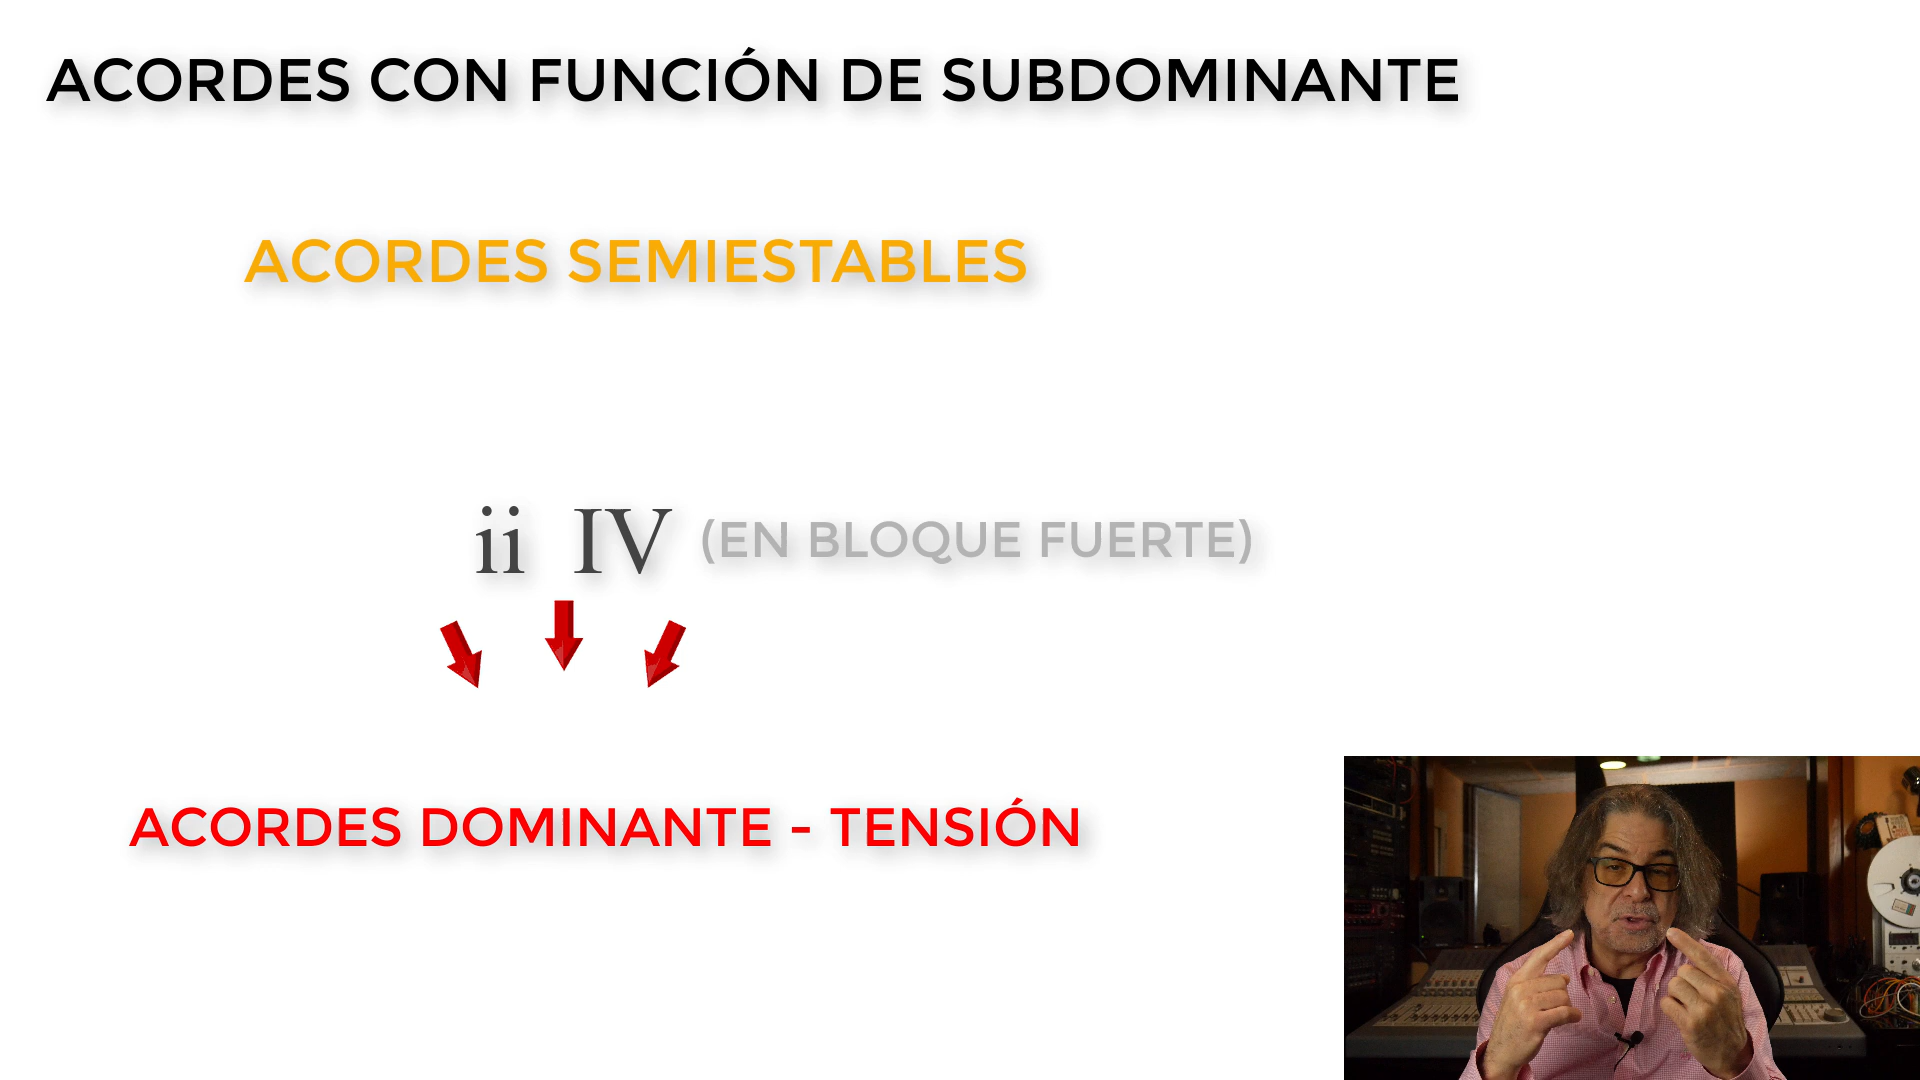 ACORDES CON FUNCIÓN DE SUBDOMINANTE
ACORDES SEMIESTABLES
ii IV (EN BLOQUE FUERTE)
ACORDES DOMINANTE - TENSIÓN